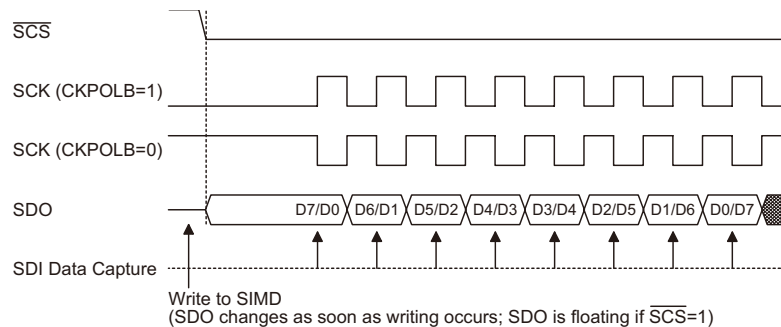 SCS
SCK (CKPOLB=1)
SCK (CKPOLB=0)
SDO D7/D0 D6/D1 D5/D2 D4/D3 D3/D4 D2/D5 D1/D6 D0/D7
SDI Data Capture
Write to SIMD
(SDO changes as soon as writing occurs; SDO is floating if SCS=1)